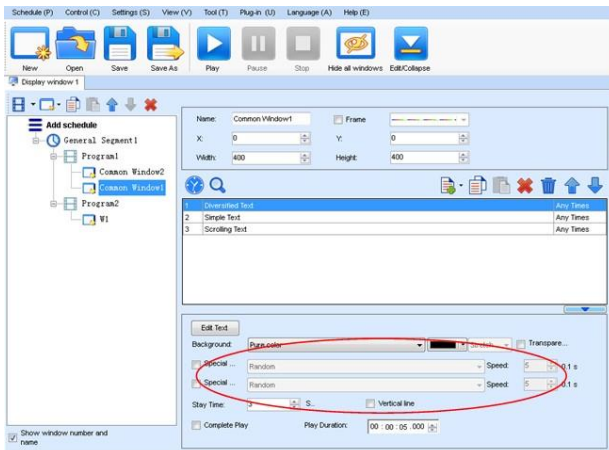 Schedule (P) Control (C) Settings (S) View (V) Tool (T) Plug-in (U) Language (A) Help (E)
New Open Save Save As Play Pause Stop Hide all windows Edit/Collapse
Display window 1
Add schedule
General Segment1
Program1
Common Window2
Common Window1
Program2
W1
Name: Common Window1 Frame
X: 0 Y: 0
Width: 400 Height: 400
1 Diversified Text Any Times
2 Simple Text Any Times
3 Scrolling Text Any Times
Edit Text
Background: Pure color Stretch Transpare...
Special ... Random Speed: 5 0.1 s
Special ... Random Speed: 5 0.1 s
Stay Time: 3 S.. Vertical line
Complete Play Play Duration: 00 : 00 : 05 .000
Show window number and
name